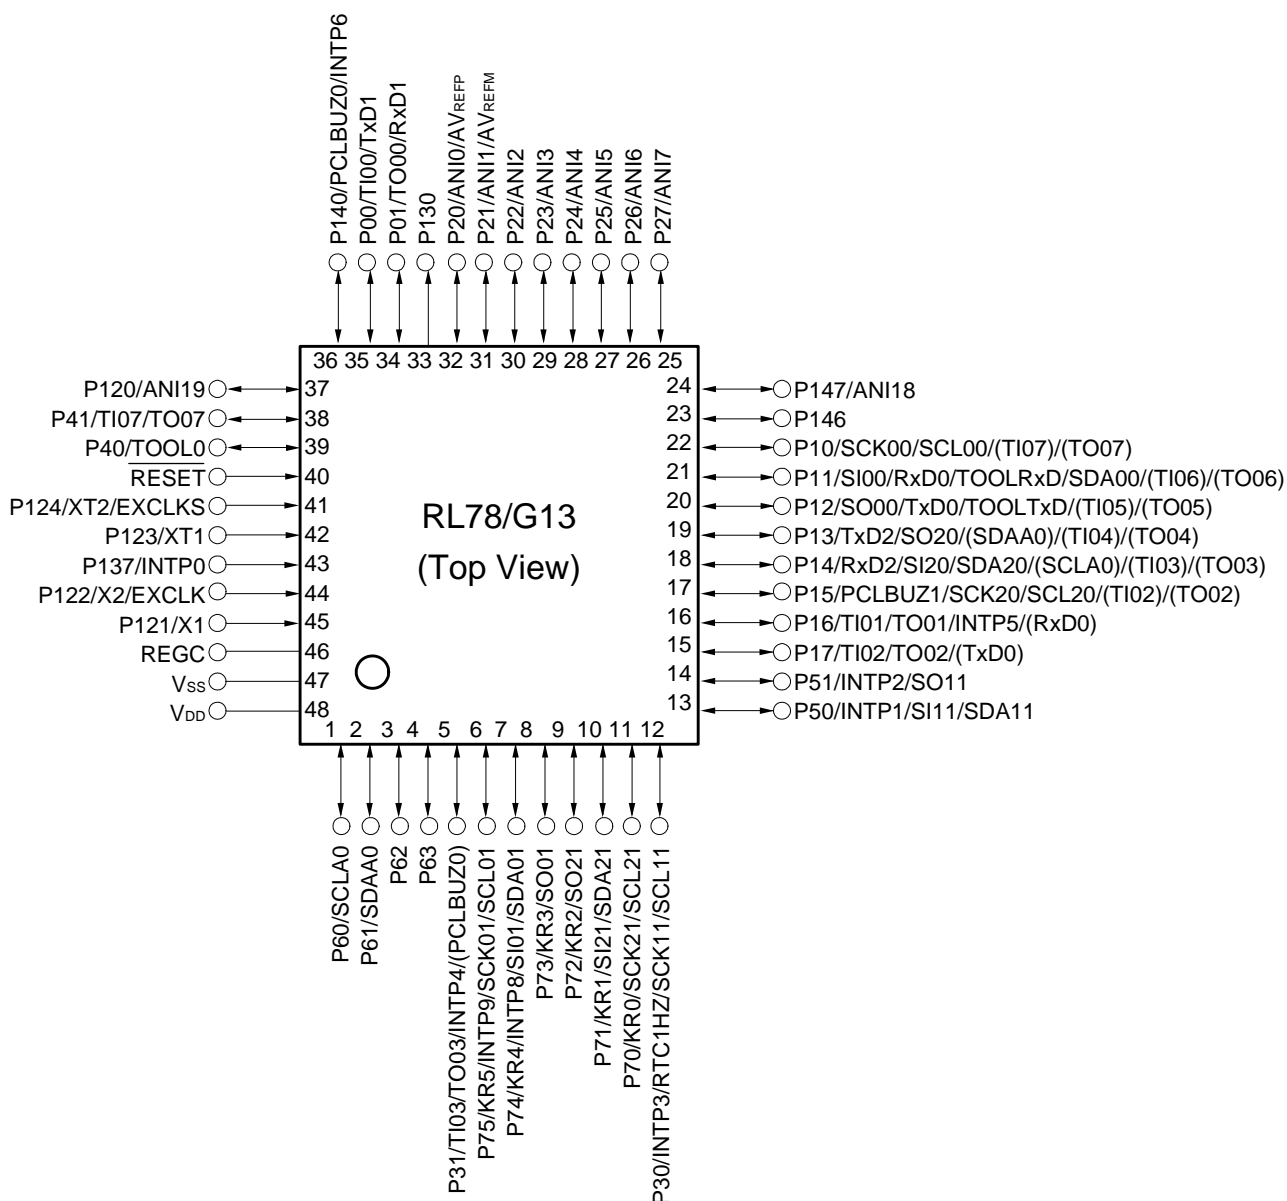 P140/PCLBUZ0/INTP6
P00/TI00/TxD1
P01/TO00/RxD1
P130
P20/ANI0/AVREFP
P21/ANI1/AVREFM
P22/ANI2
P23/ANI3
P24/ANI4
P25/ANI5
P26/ANI6
P27/ANI7
36 35 34 33 32 31 30 29 28 27 26 25
P120/ANI19 37
P41/TI07/TO07 38
P40/TOOL0 39
RESET 40
P124/XT2/EXCLKS 41
P123/XT1 42
P137/INTP0 43
P122/X2/EXCLK 44
P121/X1 45
REGC 46
VSS 47
VDD 48
RL78/G13
(Top View)
24 P147/ANI18
23 P146
22 P10/SCK00/SCL00/(TI07)/(TO07)
21 P11/SI00/RxD0/TOOLRxD/SDA00/(TI06)/(TO06)
20 P12/SO00/TxD0/TOOLTxD/(TI05)/(TO05)
19 P13/TxD2/SO20/(SDAA0)/(TI04)/(TO04)
18 P14/RxD2/SI20/SDA20/(SCLA0)/(TI03)/(TO03)
17 P15/PCLBUZ1/SCK20/SCL20/(TI02)/(TO02)
16 P16/TI01/TO01/INTP5/(RxD0)
15 P17/TI02/TO02/(TxD0)
14 P51/INTP2/SO11
13 P50/INTP1/SI11/SDA11
1 2 3 4 5 6 7 8 9 10 11 12
P60/SCLA0
P61/SDAA0
P62
P63
P31/TI03/TO03/INTP4/(PCLBUZ0)
P75/KR5/INTP9/SCK01/SCL01
P74/KR4/INTP8/SI01/SDA01
P73/KR3/SO01
P72/KR2/SO21
P71/KR1/SI21/SDA21
P70/KR0/SCK21/SCL21
P30/INTP3/RTC1HZ/SCK11/SCL11